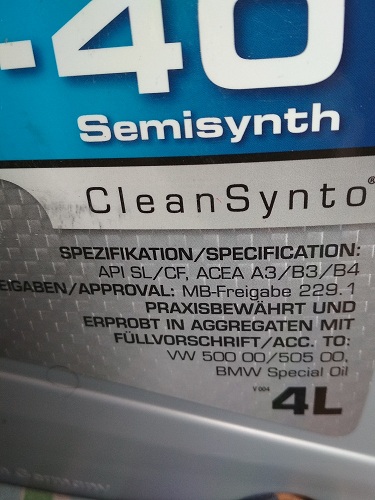 -40
Semisynth
CleanSynto®
SPEZIFIKATION/SPECIFICATION:
API SL/CF, ACEA A3/B3/B4
EIGABEN/APPROVAL: MB-Freigabe 229.1
PRAXISBEWÄHRT UND
ERPROBT IN AGGREGATEN MIT
FÜLLVORSCHRIFT/ACC. TO:
VW 500 00/505 00,
BMW Special Oil
V004
4L